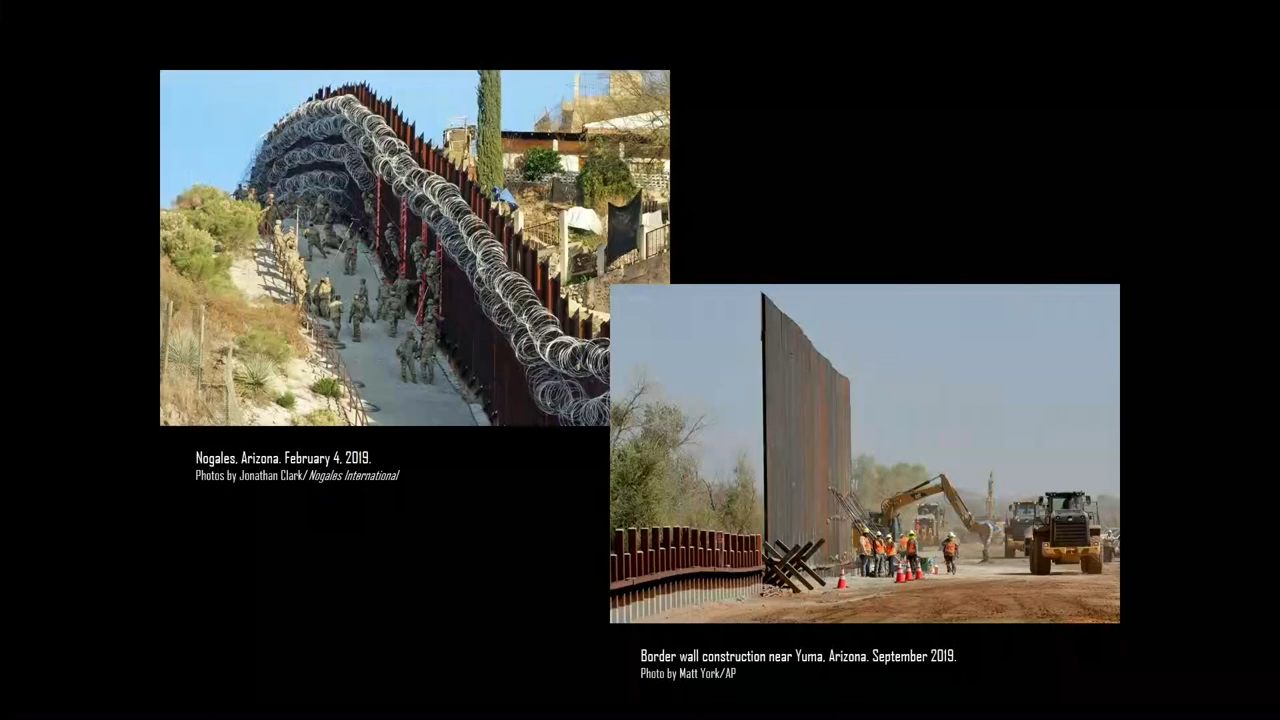 Nogales, Arizona. February 4, 2019.
Photos by Jonathan Clark/ Nogales International
Border wall construction near Yuma, Arizona. September 2019.
Photo by Matt York/AP